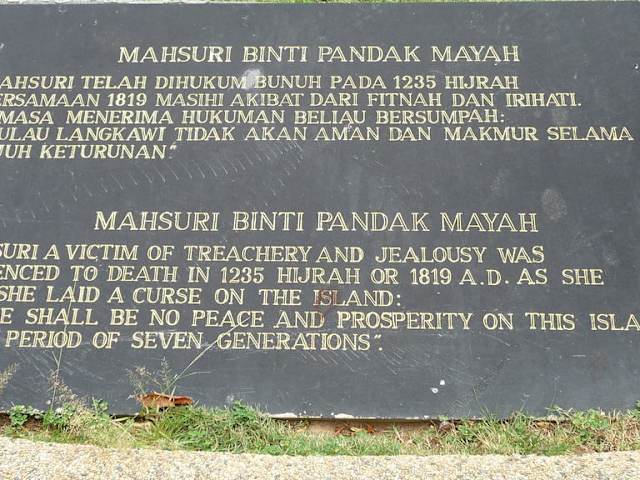 MAHSURI BINTI PANDAK MAYAH
AHSURI TELAH DIHUKUM BUNUH PADA 1235 HIJRAH
ERSAMAAN 1819 MASIHI AKIBAT DARI FITNAH DAN IRIHATI.
MASA MENERIMA HUKUMAN BELIAU BERSUMPAH:
ULAU LANGKAWI TIDAK AKAN AMAN DAN MAKMUR SELAMA
UH KETURUNAN."
MAHSURI BINTI PANDAK MAYAH
SURI A VICTIM OF TREACHERY AND JEALOUSY WAS
ENCED TO DEATH IN 1235 HIJRAH OR 1819 A.D. AS SHE
SHE LAID A CURSE ON THE ISLAND:
E SHALL BE NO PEACE AND PROSPERITY ON THIS ISLA
PERIOD OF SEVEN GENERATIONS".